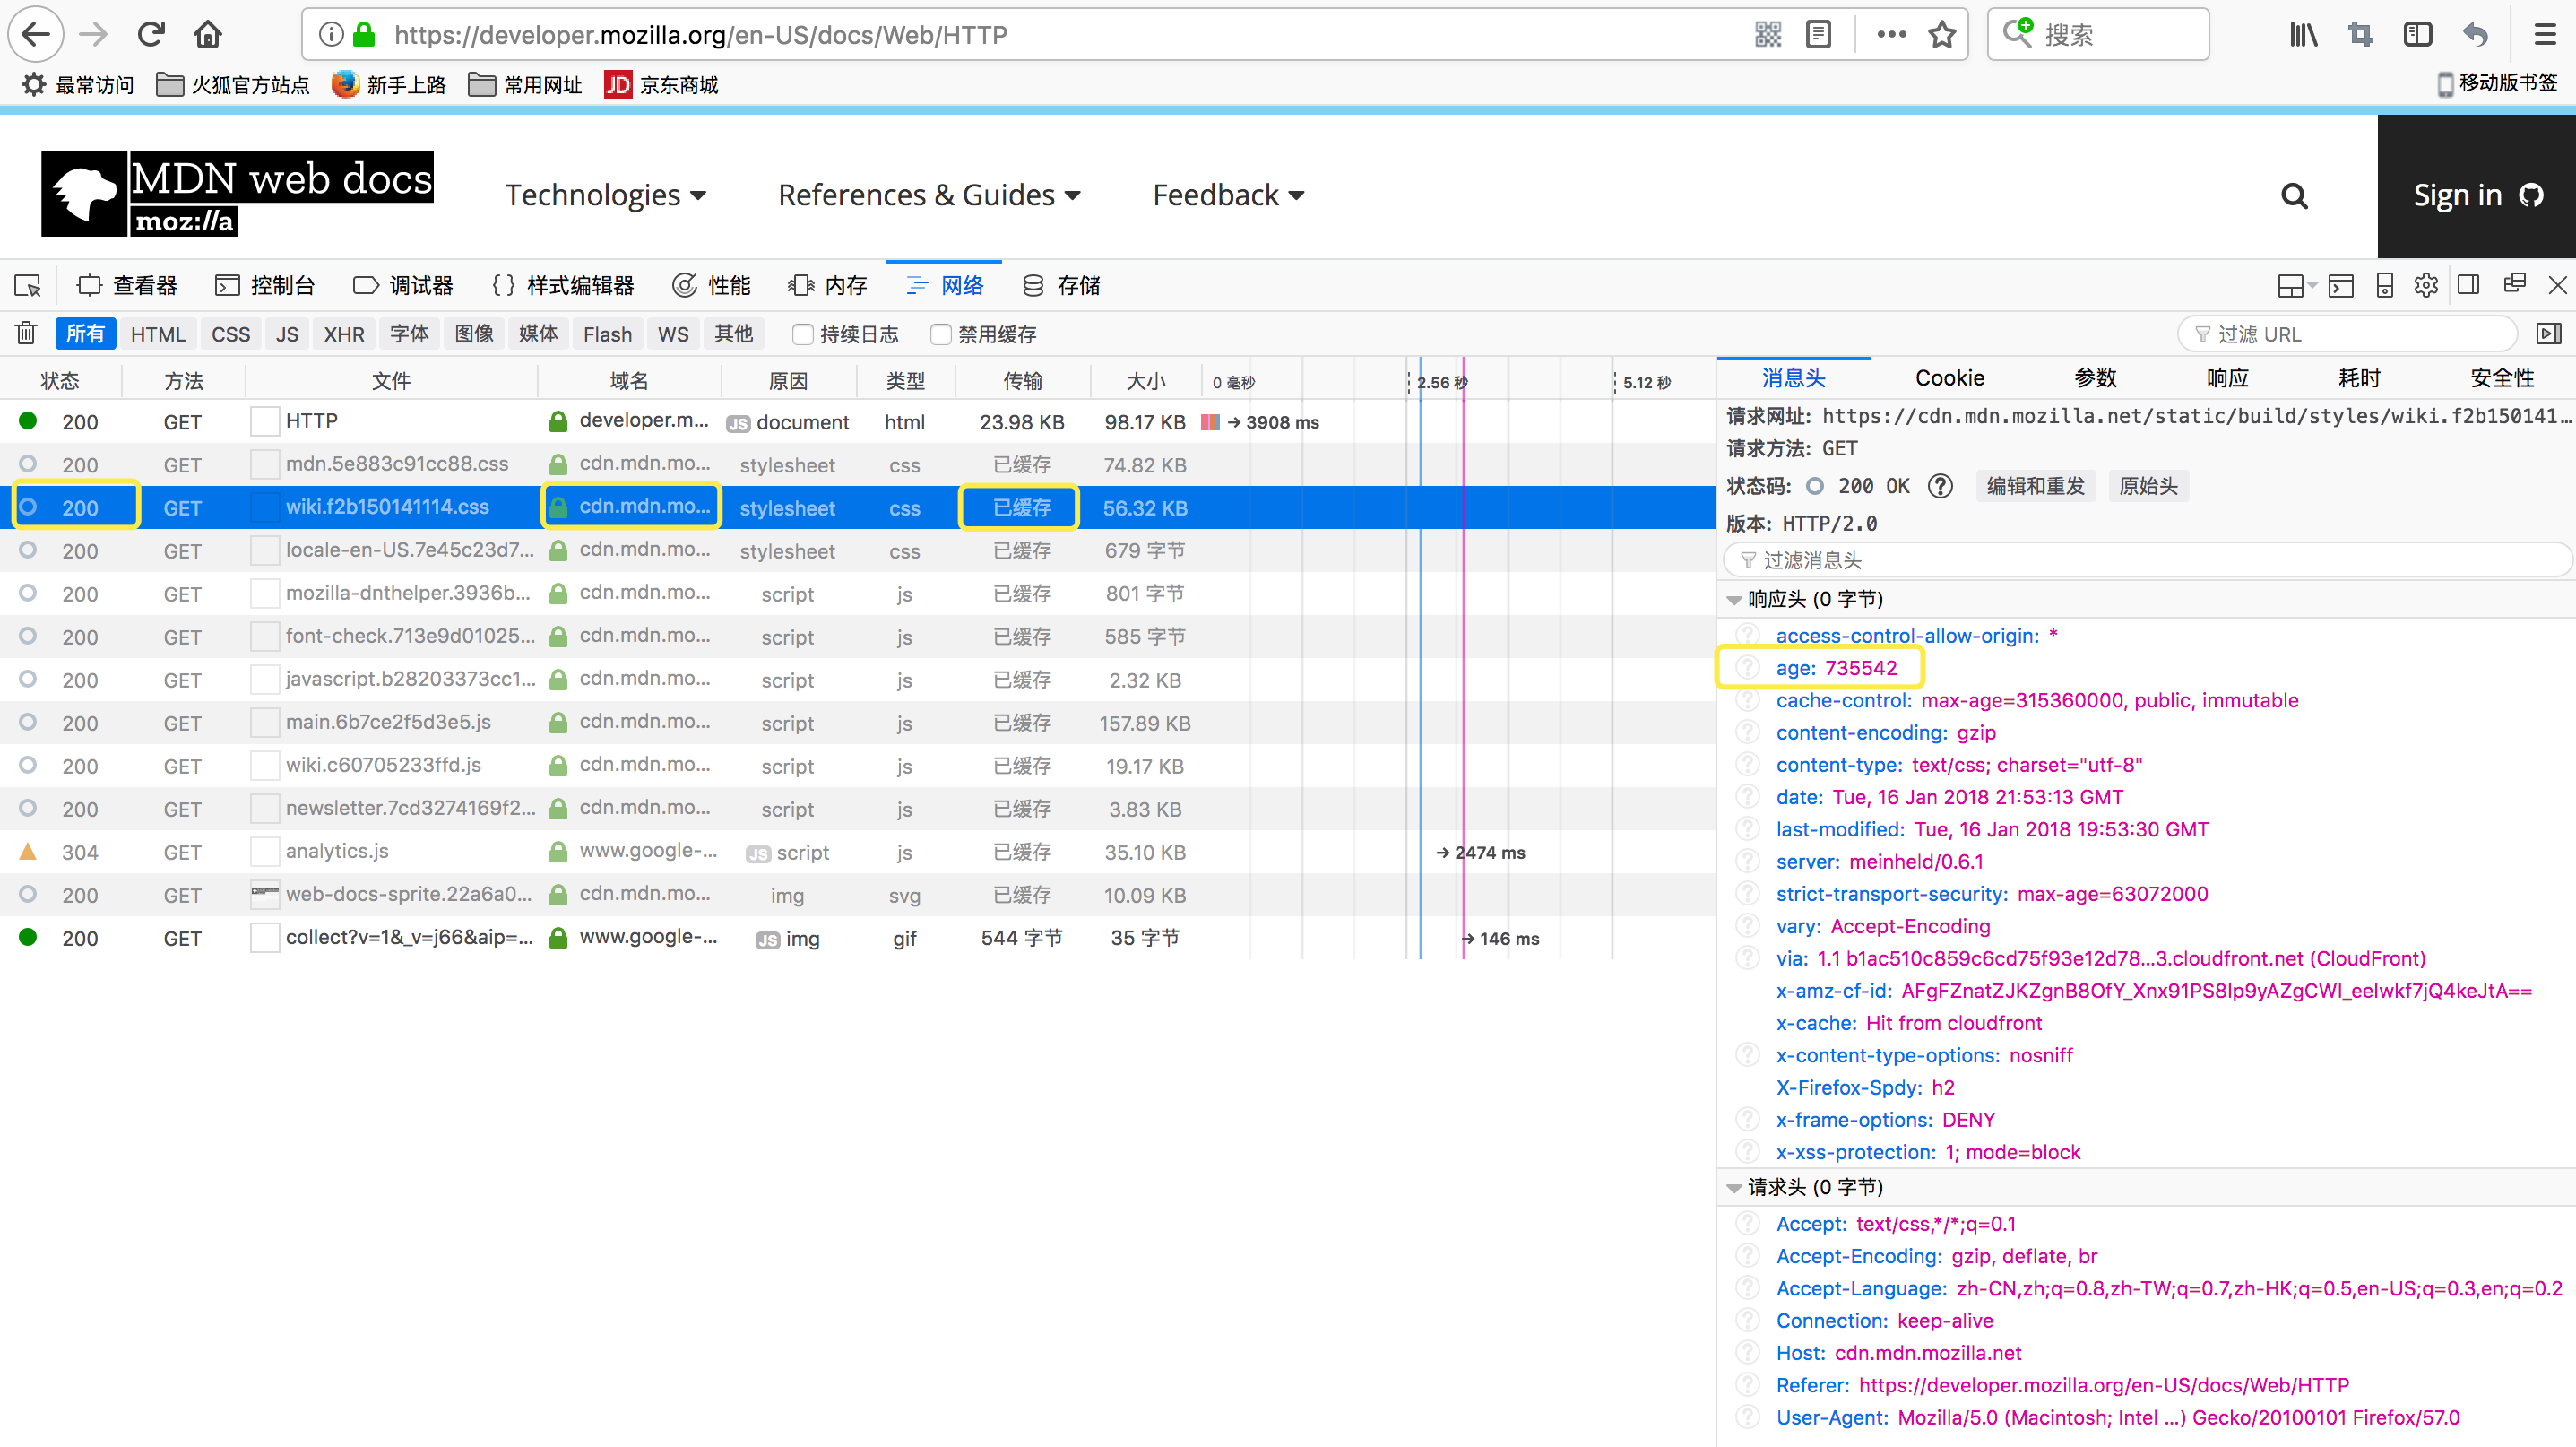 https://developer.mozilla.org/en-US/docs/Web/HTTP 搜索
最常访问 火狐官方站点 新手上路 常用网址 JD 京东商城 移动版书签
MDN web docs
moz://a
Technologies References & Guides Feedback Sign in
查看器 控制台 调试器 {} 样式编辑器 性能 内存 网络 存储
所有 HTML CSS JS XHR 字体 图像 媒体 Flash WS 其他 持续日志 禁用缓存 过滤 URL
状态 方法 文件 域名 原因 类型 传输 大小 0 毫秒 2.56 秒 5.12 秒
200 GET HTTP developer.m... JS document html 23.98 KB 98.17 KB → 3908 ms
200 GET mdn.5e883c91cc88.css cdn.mdn.mo... stylesheet css 已缓存 74.82 KB
200 GET wiki.f2b150141114.css cdn.mdn.mo... stylesheet css 已缓存 56.32 KB
200 GET locale-en-US.7e45c23d7... cdn.mdn.mo... stylesheet css 已缓存 679 字节
200 GET mozilla-dnthelper.3936b... cdn.mdn.mo... script js 已缓存 801 字节
200 GET font-check.713e9d01025... cdn.mdn.mo... script js 已缓存 585 字节
200 GET javascript.b28203373cc1... cdn.mdn.mo... script js 已缓存 2.32 KB
200 GET main.6b7ce2f5d3e5.js cdn.mdn.mo... script js 已缓存 157.89 KB
200 GET wiki.c60705233ffd.js cdn.mdn.mo... script js 已缓存 19.17 KB
200 GET newsletter.7cd3274169f2... cdn.mdn.mo... script js 已缓存 3.83 KB
304 GET analytics.js www.google-... JS script js 已缓存 35.10 KB → 2474 ms
200 GET web-docs-sprite.22a6a0... cdn.mdn.mo... img svg 已缓存 10.09 KB
200 GET collect?v=1&_v=j66&aip=... www.google-... JS img gif 544 字节 35 字节 → 146 ms
消息头 Cookie 参数 响应 耗时 安全性
请求网址: https://cdn.mdn.mozilla.net/static/build/styles/wiki.f2b150141...
请求方法: GET
状态码: 200 OK ? 编辑和重发 原始头
版本: HTTP/2.0
过滤消息头
响应头 (0 字节)
? access-control-allow-origin: *
? age: 735542
? cache-control: max-age=315360000, public, immutable
? content-encoding: gzip
? content-type: text/css; charset="utf-8"
? date: Tue, 16 Jan 2018 21:53:13 GMT
? last-modified: Tue, 16 Jan 2018 19:53:30 GMT
? server: meinheld/0.6.1
? strict-transport-security: max-age=63072000
? vary: Accept-Encoding
? via: 1.1 b1ac510c859c6cd75f93e12d78...3.cloudfront.net (CloudFront)
x-amz-cf-id: AFgFZnatZJKZgnB8OfY_Xnx91PS8Ip9yAZgCWI_eeIwkf7jQ4keJtA==
x-cache: Hit from cloudfront
? x-content-type-options: nosniff
X-Firefox-Spdy: h2
? x-frame-options: DENY
? x-xss-protection: 1; mode=block
请求头 (0 字节)
? Accept: text/css,*/*;q=0.1
? Accept-Encoding: gzip, deflate, br
? Accept-Language: zh-CN,zh;q=0.8,zh-TW;q=0.7,zh-HK;q=0.5,en-US;q=0.3,en;q=0.2
? Connection: keep-alive
? Host: cdn.mdn.mozilla.net
? Referer: https://developer.mozilla.org/en-US/docs/Web/HTTP
? User-Agent: Mozilla/5.0 (Macintosh; Intel ...) Gecko/20100101 Firefox/57.0